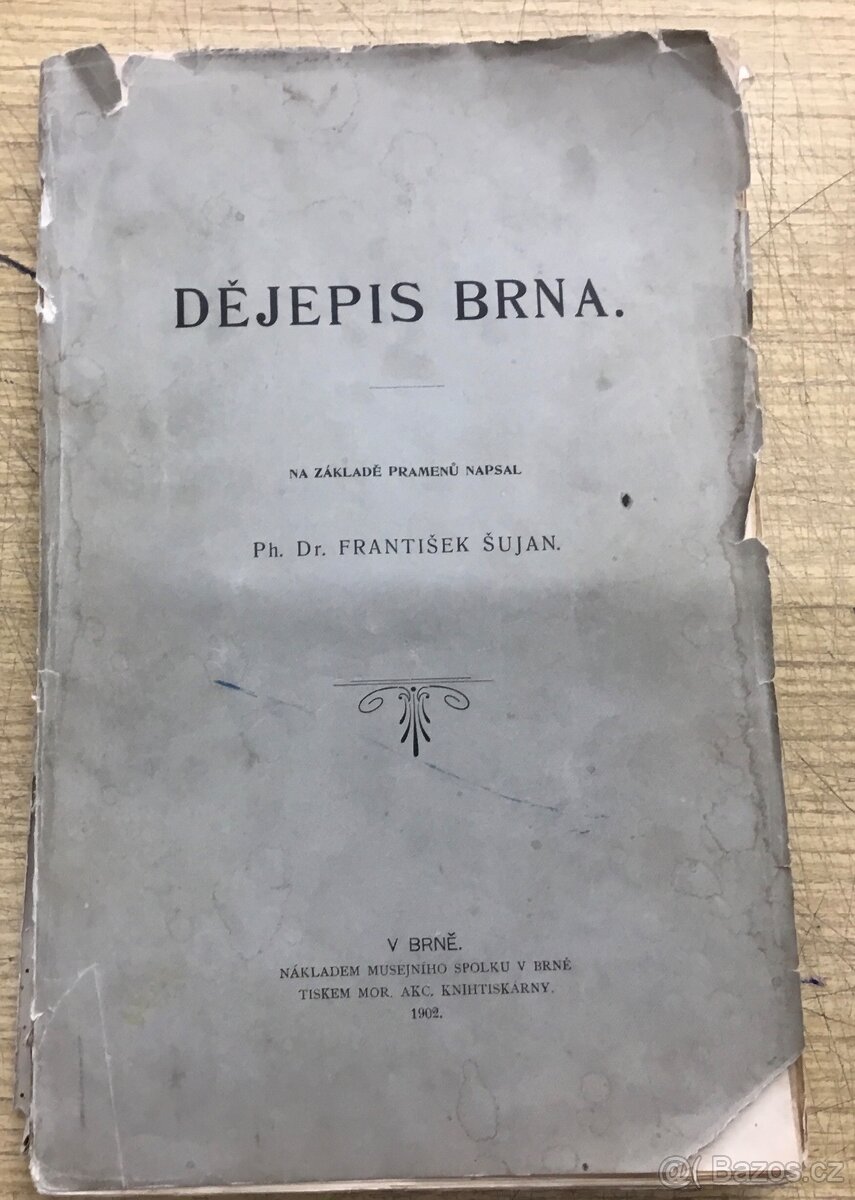 DĚJEPIS BRNA.
NA ZÁKLADĚ PRAMENŮ NAPSAL
Ph. Dr. FRANTIŠEK ŠUJAN.
V BRNĚ.
NÁKLADEM MUSEJNÍHO SPOLKU V BRNĚ
TISKEM MOR. AKC. KNIHTISKÁRNY.
1902.
Bazos.cz